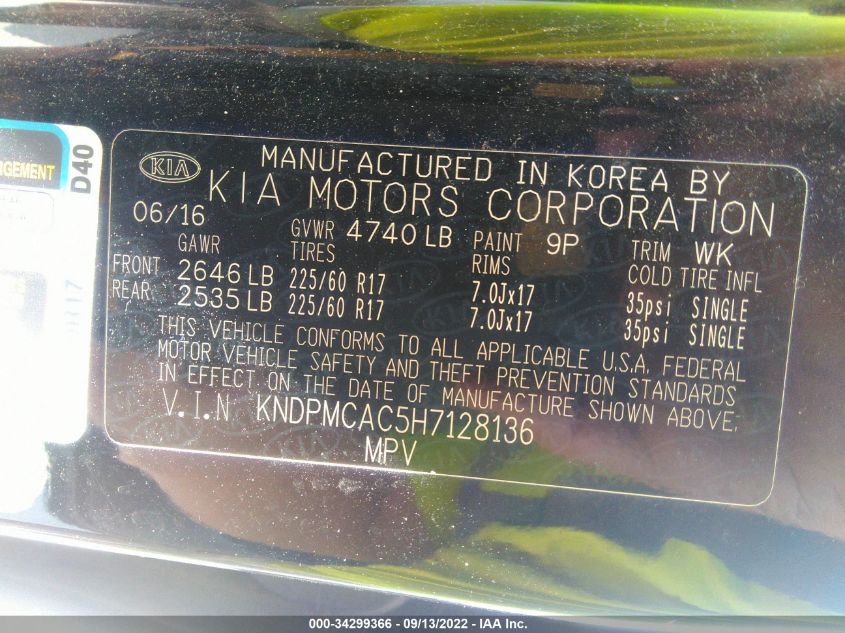 RGEMENT
D40
R17
KIA
MANUFACTURED IN KOREA BY
KIA MOTORS CORPORATION
06/16 GVWR 4740 LB PAINT 9P TRIM WK
GAWR TIRES RIMS COLD TIRE INFL
FRONT 2646 LB 225/60 R17 7.0Jx17 35psi SINGLE
REAR 2535 LB 225/60 R17 7.0Jx17 35psi SINGLE
THIS VEHICLE CONFORMS TO ALL APPLICABLE U.S.A. FEDERAL
MOTOR VEHICLE SAFETY AND THEFT PREVENTION STANDARDS
IN EFFECT ON THE DATE OF MANUFACTURE SHOWN ABOVE.
V.I.N KNDPMCAC5H7128136
MPV
000-34299366 - 09/13/2022 - IAA Inc.